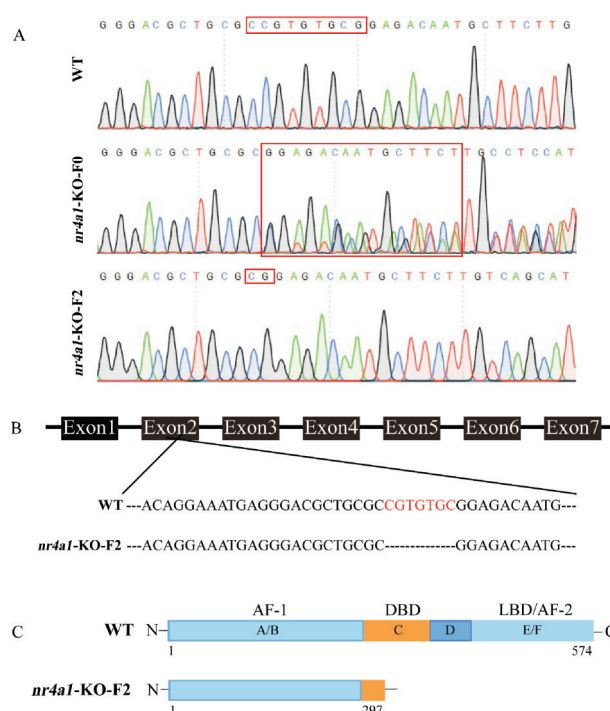 A
G G G A C G C T G C G C C G T G T G C G G A G A C A A T G C T T C T T G
WT
G G G A C G C T G C G C G G A G A C A A T G C T T C T T G C C T C C A T
nr4a1-KO-F0
G G G A C G C T G C G C G G A G A C A A T G C T T C T T G T C A G C A T
nr4a1-KO-F2
B
Exon1 Exon2 Exon3 Exon4 Exon5 Exon6 Exon7
WT ---ACAGGAAATGAGGGACGCTGCGCCGTGTGCGGAGACAATG---
nr4a1-KO-F2 ---ACAGGAAATGAGGGACGCTGCGC------------GGAGACAATG---
C
AF-1 DBD LBD/AF-2
WT N- A/B C D E/F -C
1 574
nr4a1-KO-F2 N-
1 297